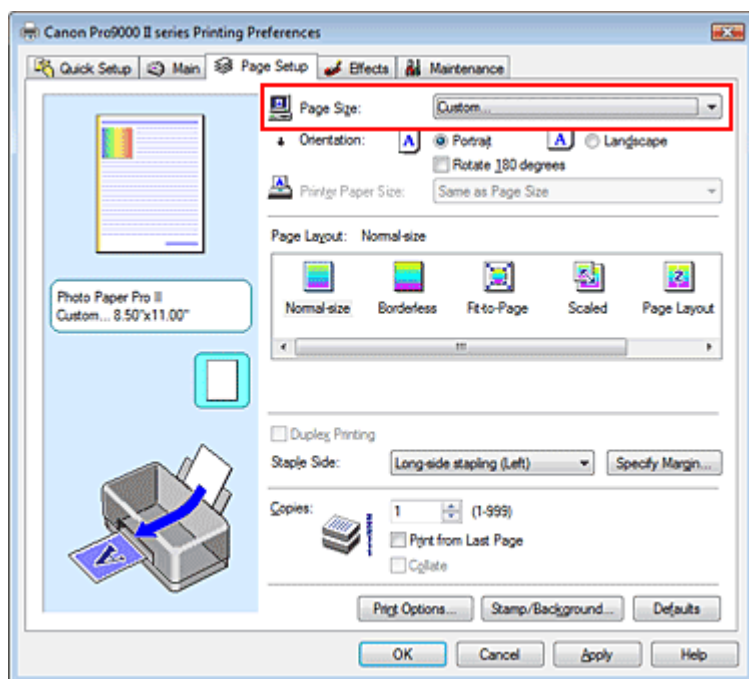 Canon Pro9000 II series Printing Preferences
Quick Setup Main Page Setup Effects Maintenance
Page Size: Custom...
Orientation: A Portrait A Landscape
Rotate 180 degrees
Printer Paper Size: Same as Page Size
Page Layout: Normal-size
Normal-size Borderless Fit-to-Page Scaled Page Layout
Photo Paper Pro II
Custom... 8.50"x11.00"
Duplex Printing
Staple Side: Long-side stapling (Left) Specify Margin...
Copies: 1 (1-999)
Print from Last Page
Collate
Print Options... Stamp/Background... Defaults
OK Cancel Apply Help